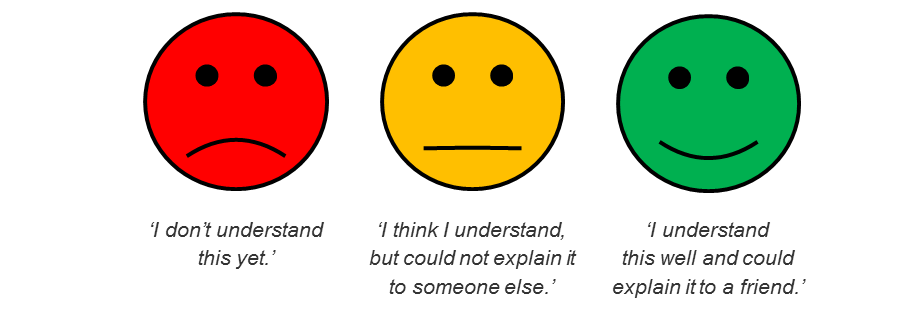 ‘I don’t understand
this yet.’
‘I think I understand,
but could not explain it
to someone else.’
‘I understand
this well and could
explain it to a friend.’